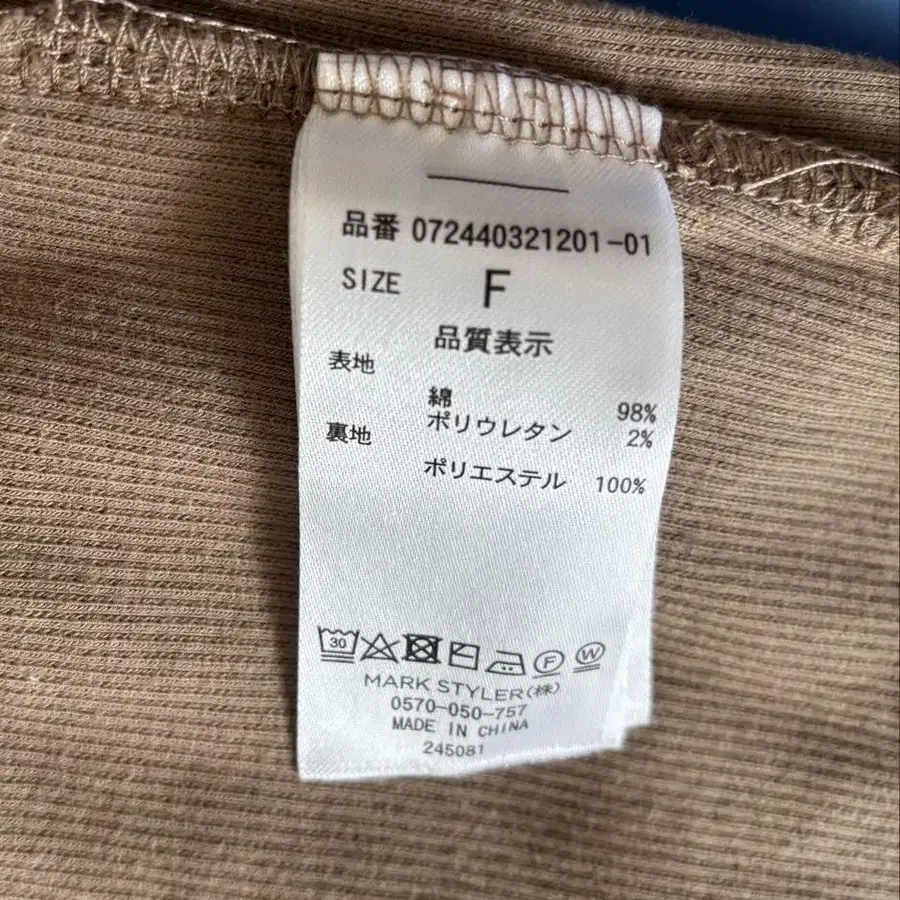 品番 072440321201-01
SIZE F
品質表示
表地
綿 98%
ポリウレタン 2%
裏地
ポリエステル 100%
30
F W
MARK STYLER(株)
0570-050-757
MADE IN CHINA
245081